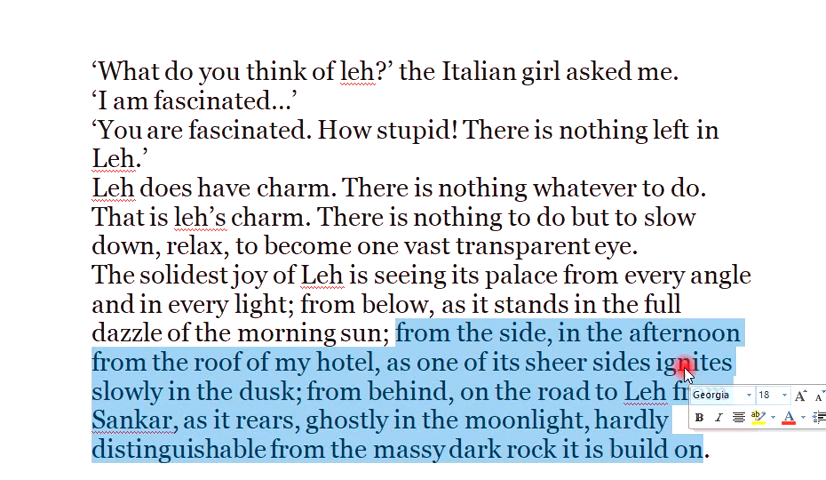 ‘What do you think of leh?’ the Italian girl asked me.
‘I am fascinated...’
‘You are fascinated. How stupid! There is nothing left in
Leh.’
Leh does have charm. There is nothing whatever to do.
That is leh’s charm. There is nothing to do but to slow
down, relax, to become one vast transparent eye.
The solidest joy of Leh is seeing its palace from every angle
and in every light; from below, as it stands in the full
dazzle of the morning sun; from the side, in the afternoon
from the roof of my hotel, as one of its sheer sides ignites
slowly in the dusk; from behind, on the road to Leh
Georgia 18 A A
Sankar, as it rears, ghostly in the moonlight, hardly
B I ab A
distinguishable from the massy dark rock it is build on.